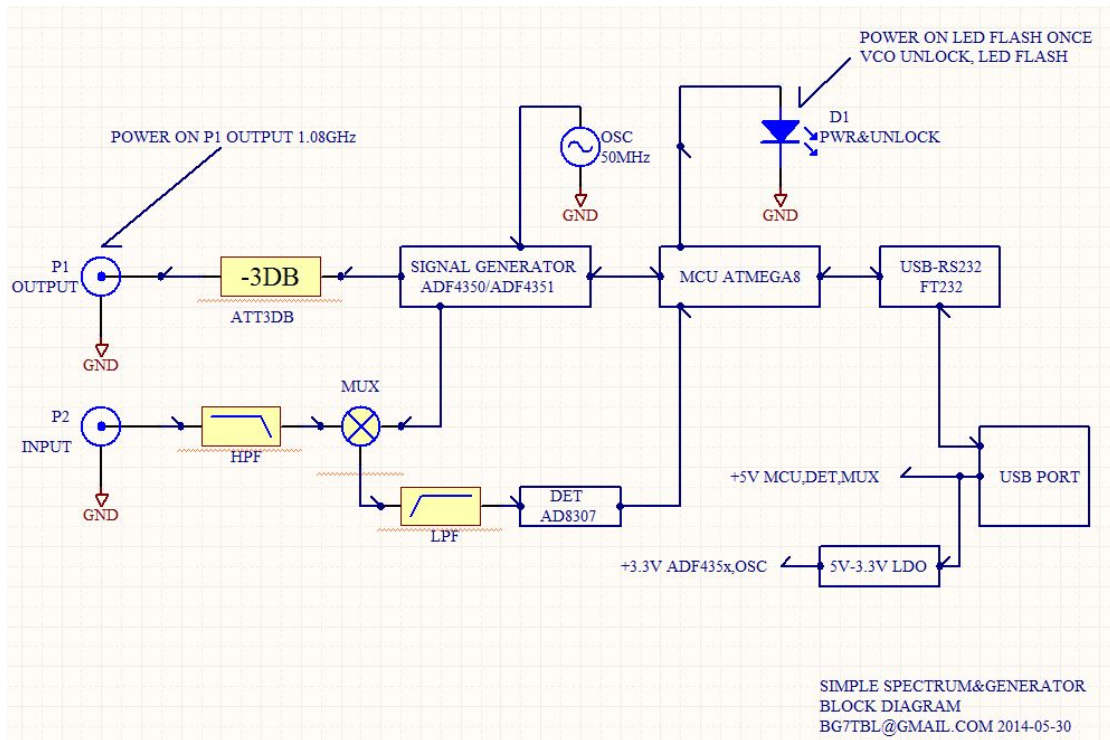 POWER ON LED FLASH ONCE
VCO UNLOCK, LED FLASH
POWER ON P1 OUTPUT 1.08GHz
OSC
50MHz
GND
D1
PWR&UNLOCK
GND
P1
OUTPUT
-3DB
ATT3DB
SIGNAL GENERATOR
ADF4350/ADF4351
MCU ATMEGA8
USB-RS232
FT232
GND
P2
INPUT
HPF
MUX
GND
LPF
DET
AD8307
+5V MCU,DET,MUX
USB PORT
+3.3V ADF435x,OSC
5V-3.3V LDO
SIMPLE SPECTRUM&GENERATOR
BLOCK DIAGRAM
BG7TBL@GMAIL.COM 2014-05-30